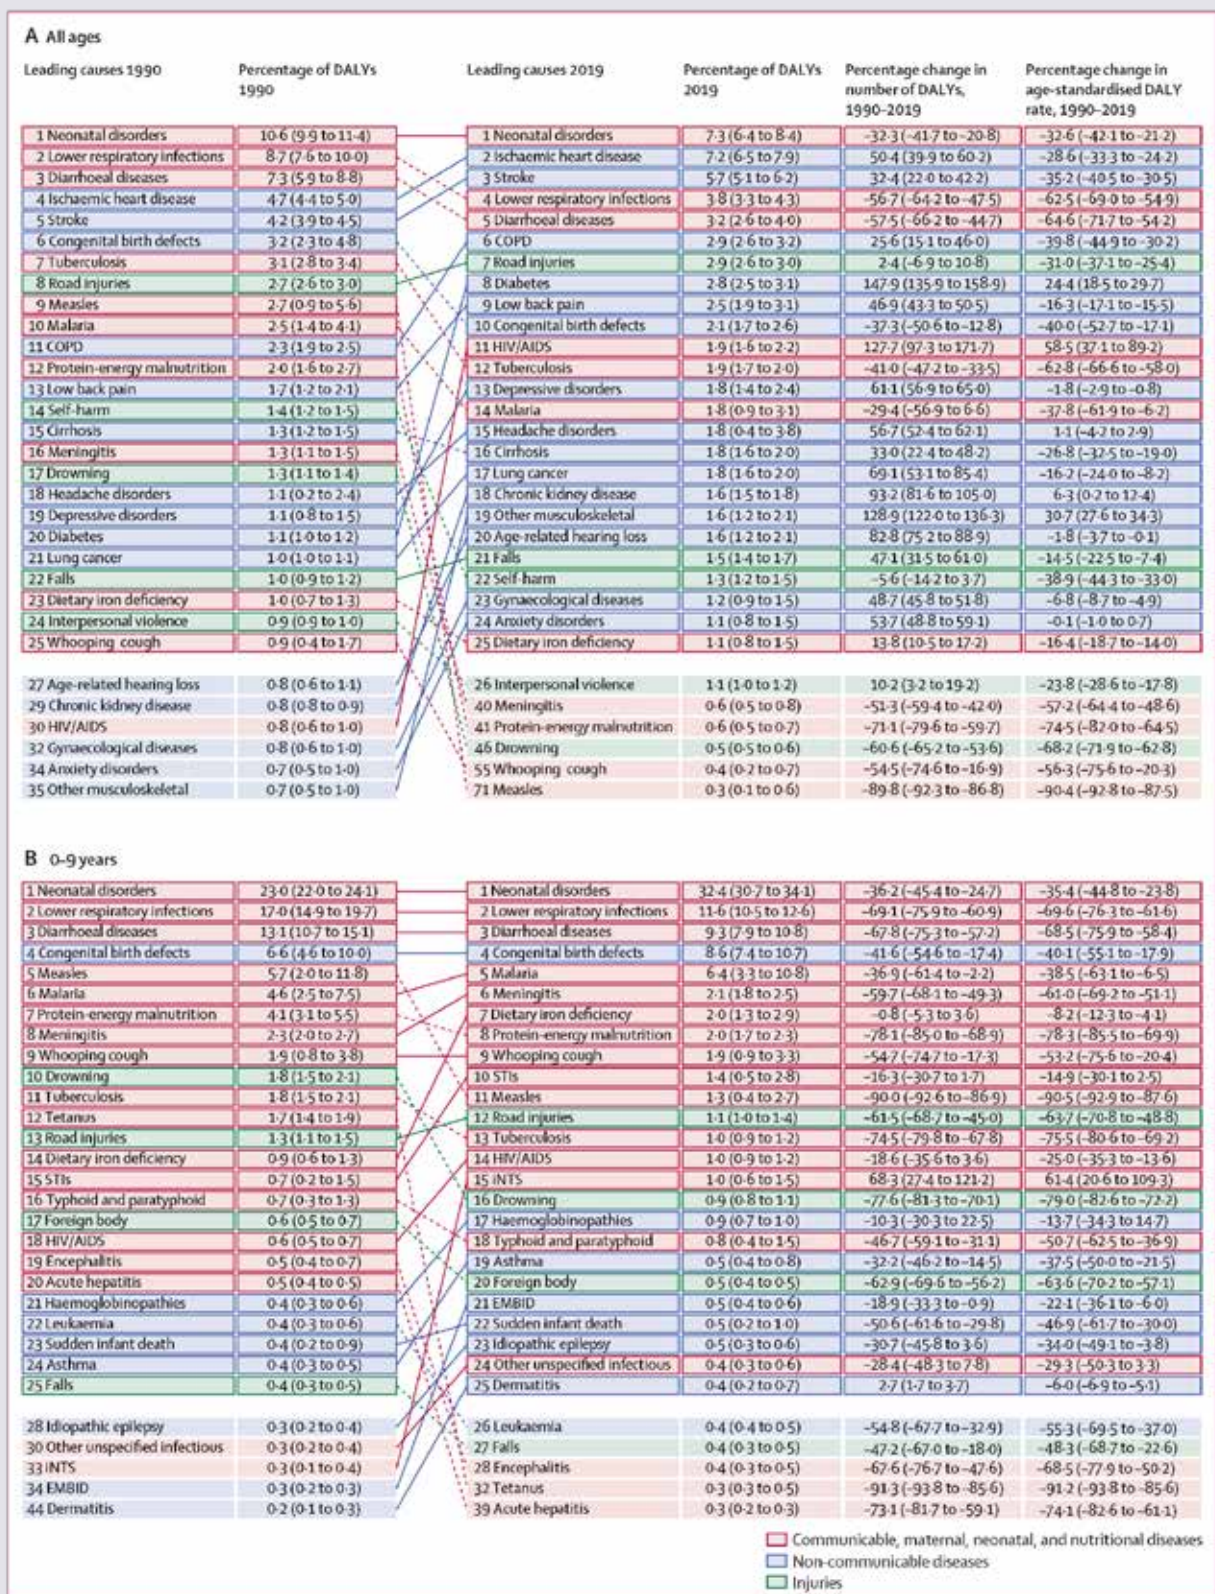 A All ages
Leading causes 1990 Percentage of DALYs 1990 Leading causes 2019 Percentage of DALYs 2019 Percentage change in number of DALYs, 1990–2019 Percentage change in age-standardised DALY rate, 1990–2019
1 Neonatal disorders 10·6 (9·9 to 11·4) 1 Neonatal disorders 7·3 (6·4 to 8·4) –32·3 (–41·7 to –20·8) –32·6 (–42·1 to –21·2)
2 Lower respiratory infections 8·7 (7·6 to 10·0) 2 Ischaemic heart disease 7·2 (6·5 to 7·9) 50·4 (39·9 to 60·2) –28·6 (–33·3 to –24·2)
3 Diarrhoeal diseases 7·3 (5·9 to 8·8) 3 Stroke 5·7 (5·1 to 6·2) 32·4 (22·0 to 42·2) –35·2 (–40·5 to –30·5)
4 Ischaemic heart disease 4·7 (4·4 to 5·0) 4 Lower respiratory infections 3·8 (3·3 to 4·3) –56·7 (–64·2 to –47·5) –62·5 (–69·0 to –54·9)
5 Stroke 4·2 (3·9 to 4·5) 5 Diarrhoeal diseases 3·2 (2·6 to 4·0) –57·5 (–66·2 to –44·7) –64·6 (–71·7 to –54·2)
6 Congenital birth defects 3·2 (2·3 to 4·8) 6 COPD 2·9 (2·6 to 3·2) 25·6 (15·1 to 46·0) –39·8 (–44·9 to –30·2)
7 Tuberculosis 3·1 (2·8 to 3·4) 7 Road injuries 2·9 (2·6 to 3·0) 2·4 (–6·9 to 10·8) –31·0 (–37·1 to –25·4)
8 Road injuries 2·7 (2·6 to 3·0) 8 Diabetes 2·8 (2·5 to 3·1) 147·9 (135·9 to 158·9) 24·4 (18·5 to 29·7)
9 Measles 2·7 (0·9 to 5·6) 9 Low back pain 2·5 (1·9 to 3·1) 46·9 (43·3 to 50·5) –16·3 (–17·1 to –15·5)
10 Malaria 2·5 (1·4 to 4·1) 10 Congenital birth defects 2·1 (1·7 to 2·6) –37·3 (–50·6 to –12·8) –40·0 (–52·7 to –17·1)
11 COPD 2·3 (1·9 to 2·5) 11 HIV/AIDS 1·9 (1·6 to 2·2) 127·7 (97·3 to 171·7) 58·5 (37·1 to 89·2)
12 Protein-energy malnutrition 2·0 (1·6 to 2·7) 12 Tuberculosis 1·9 (1·7 to 2·0) –41·0 (–47·2 to –33·5) –62·8 (–66·6 to –58·0)
13 Low back pain 1·7 (1·2 to 2·1) 13 Depressive disorders 1·8 (1·4 to 2·4) 61·1 (56·9 to 65·0) –1·8 (–2·9 to –0·8)
14 Self-harm 1·4 (1·2 to 1·5) 14 Malaria 1·8 (0·9 to 3·1) –29·4 (–56·9 to 6·6) –37·8 (–61·9 to –6·2)
15 Cirrhosis 1·3 (1·2 to 1·5) 15 Headache disorders 1·8 (0·4 to 3·8) 56·7 (52·4 to 62·1) 1·1 (–4·2 to 2·9)
16 Meningitis 1·3 (1·1 to 1·5) 16 Cirrhosis 1·8 (1·6 to 2·0) 33·0 (22·4 to 48·2) –26·8 (–32·5 to –19·0)
17 Drowning 1·3 (1·1 to 1·4) 17 Lung cancer 1·8 (1·6 to 2·0) 69·1 (53·1 to 85·4) –16·2 (–24·0 to –8·2)
18 Headache disorders 1·1 (0·2 to 2·4) 18 Chronic kidney disease 1·6 (1·5 to 1·8) 93·2 (81·6 to 105·0) 6·3 (0·2 to 12·4)
19 Depressive disorders 1·1 (0·8 to 1·5) 19 Other musculoskeletal 1·6 (1·2 to 2·1) 128·9 (122·0 to 136·3) 30·7 (27·6 to 34·3)
20 Diabetes 1·1 (1·0 to 1·2) 20 Age-related hearing loss 1·6 (1·2 to 2·1) 82·8 (75·2 to 88·9) –1·8 (–3·7 to –0·1)
21 Lung cancer 1·0 (1·0 to 1·1) 21 Falls 1·5 (1·4 to 1·7) 47·1 (31·5 to 61·0) –14·5 (–22·5 to –7·4)
22 Falls 1·0 (0·9 to 1·2) 22 Self-harm 1·3 (1·2 to 1·5) –5·6 (–14·2 to 3·7) –38·9 (–44·3 to –33·0)
23 Dietary iron deficiency 1·0 (0·7 to 1·3) 23 Gynaecological diseases 1·2 (0·9 to 1·5) 48·7 (45·8 to 51·8) –6·8 (–8·7 to –4·9)
24 Interpersonal violence 0·9 (0·9 to 1·0) 24 Anxiety disorders 1·1 (0·8 to 1·5) 53·7 (48·8 to 59·1) –0·1 (–1·0 to 0·7)
25 Whooping cough 0·9 (0·4 to 1·7) 25 Dietary iron deficiency 1·1 (0·8 to 1·5) 13·8 (10·5 to 17·2) –16·4 (–18·7 to –14·0)
27 Age-related hearing loss 0·8 (0·6 to 1·1) 26 Interpersonal violence 1·1 (1·0 to 1·2) 10·2 (3·2 to 19·2) –23·8 (–28·6 to –17·8)
29 Chronic kidney disease 0·8 (0·8 to 0·9) 40 Meningitis 0·6 (0·5 to 0·8) –51·3 (–59·4 to –42·0) –57·2 (–64·4 to –48·6)
30 HIV/AIDS 0·8 (0·6 to 1·0) 41 Protein-energy malnutrition 0·6 (0·5 to 0·7) –71·1 (–79·6 to –59·7) –74·5 (–82·0 to –64·5)
32 Gynaecological diseases 0·8 (0·6 to 1·0) 46 Drowning 0·5 (0·5 to 0·6) –60·6 (–65·2 to –53·6) –68·2 (–71·9 to –62·8)
34 Anxiety disorders 0·7 (0·5 to 1·0) 55 Whooping cough 0·4 (0·2 to 0·7) –54·5 (–74·6 to –16·9) –56·3 (–75·6 to –20·3)
35 Other musculoskeletal 0·7 (0·5 to 1·0) 71 Measles 0·3 (0·1 to 0·6) –89·8 (–92·3 to –86·8) –90·4 (–92·8 to –87·5)
B 0–9 years
1 Neonatal disorders 23·0 (22·0 to 24·1) 1 Neonatal disorders 32·4 (30·7 to 34·1) –36·2 (–45·4 to –24·7) –35·4 (–44·8 to –23·8)
2 Lower respiratory infections 17·0 (14·9 to 19·7) 2 Lower respiratory infections 11·6 (10·5 to 12·6) –69·1 (–75·9 to –60·9) –69·6 (–76·3 to –61·6)
3 Diarrhoeal diseases 13·1 (10·7 to 15·1) 3 Diarrhoeal diseases 9·3 (7·9 to 10·8) –67·8 (–75·3 to –57·2) –68·5 (–75·9 to –58·4)
4 Congenital birth defects 6·6 (4·6 to 10·0) 4 Congenital birth defects 8·6 (7·4 to 10·7) –41·6 (–54·6 to –17·4) –40·1 (–55·1 to –17·9)
5 Measles 5·7 (2·0 to 11·8) 5 Malaria 6·4 (3·3 to 10·8) –36·9 (–61·4 to –2·2) –38·5 (–63·1 to –6·5)
6 Malaria 4·6 (2·5 to 7·5) 6 Meningitis 2·1 (1·8 to 2·5) –59·7 (–68·1 to –49·3) –61·0 (–69·2 to –51·1)
7 Protein-energy malnutrition 4·1 (3·1 to 5·5) 7 Dietary iron deficiency 2·0 (1·3 to 2·9) –0·8 (–5·3 to 3·6) –8·2 (–12·3 to –4·1)
8 Meningitis 2·3 (2·0 to 2·7) 8 Protein-energy malnutrition 2·0 (1·7 to 2·3) –78·1 (–85·0 to –68·9) –78·3 (–85·5 to –69·9)
9 Whooping cough 1·9 (0·8 to 3·8) 9 Whooping cough 1·9 (0·9 to 3·3) –54·7 (–74·7 to –17·3) –53·2 (–75·6 to –20·4)
10 Drowning 1·8 (1·5 to 2·1) 10 STIs 1·4 (0·5 to 2·8) –16·3 (–30·7 to 1·7) –14·9 (–30·1 to 2·5)
11 Tuberculosis 1·8 (1·5 to 2·1) 11 Measles 1·3 (0·4 to 2·7) –90·0 (–92·6 to –86·9) –90·5 (–92·9 to –87·6)
12 Tetanus 1·7 (1·4 to 1·9) 12 Road injuries 1·1 (1·0 to 1·4) –61·5 (–68·7 to –45·0) –63·7 (–70·8 to –48·8)
13 Road injuries 1·3 (1·1 to 1·5) 13 Tuberculosis 1·0 (0·9 to 1·2) –74·5 (–79·8 to –67·8) –75·5 (–80·6 to –69·2)
14 Dietary iron deficiency 0·9 (0·6 to 1·3) 14 HIV/AIDS 1·0 (0·9 to 1·2) –18·6 (–35·6 to 3·6) –25·0 (–35·3 to –13·6)
15 STIs 0·7 (0·2 to 1·5) 15 iNTS 1·0 (0·6 to 1·5) 68·3 (27·4 to 121·2) 61·4 (20·6 to 109·3)
16 Typhoid and paratyphoid 0·7 (0·3 to 1·3) 16 Drowning 0·9 (0·8 to 1·1) –77·6 (–81·3 to –70·1) –79·0 (–82·6 to –72·2)
17 Foreign body 0·6 (0·5 to 0·7) 17 Haemoglobinopathies 0·9 (0·7 to 1·0) –10·3 (–30·3 to 22·5) –13·7 (–34·3 to 14·7)
18 HIV/AIDS 0·6 (0·5 to 0·7) 18 Typhoid and paratyphoid 0·8 (0·4 to 1·5) –46·7 (–59·1 to –31·1) –50·7 (–62·5 to –36·9)
19 Encephalitis 0·5 (0·4 to 0·7) 19 Asthma 0·5 (0·4 to 0·8) –32·2 (–46·2 to –14·5) –37·5 (–50·0 to –21·5)
20 Acute hepatitis 0·5 (0·4 to 0·5) 20 Foreign body 0·5 (0·4 to 0·5) –62·9 (–69·6 to –56·2) –63·6 (–70·2 to –57·1)
21 Haemoglobinopathies 0·4 (0·3 to 0·6) 21 EMBID 0·5 (0·4 to 0·6) –18·9 (–33·3 to –0·9) –22·1 (–36·1 to –6·0)
22 Leukaemia 0·4 (0·3 to 0·6) 22 Sudden infant death 0·5 (0·2 to 1·0) –50·6 (–61·6 to –29·8) –46·9 (–61·7 to –30·0)
23 Sudden infant death 0·4 (0·2 to 0·9) 23 Idiopathic epilepsy 0·5 (0·3 to 0·6) –30·7 (–45·8 to 3·6) –34·0 (–49·1 to –3·8)
24 Asthma 0·4 (0·3 to 0·5) 24 Other unspecified infectious 0·4 (0·3 to 0·6) –28·4 (–48·3 to 7·8) –29·3 (–50·3 to 3·3)
25 Falls 0·4 (0·3 to 0·5) 25 Dermatitis 0·4 (0·2 to 0·7) 2·7 (1·7 to 3·7) –6·0 (–6·9 to –5·1)
28 Idiopathic epilepsy 0·3 (0·2 to 0·4) 26 Leukaemia 0·4 (0·4 to 0·5) –54·8 (–67·7 to –32·9) –55·3 (–69·5 to –37·0)
30 Other unspecified infectious 0·3 (0·2 to 0·4) 27 Falls 0·4 (0·3 to 0·5) –47·2 (–67·0 to –18·0) –48·3 (–68·7 to –22·6)
33 iNTS 0·3 (0·1 to 0·4) 28 Encephalitis 0·4 (0·3 to 0·5) –67·6 (–76·7 to –47·6) –68·5 (–77·9 to –50·2)
34 EMBID 0·3 (0·2 to 0·3) 32 Tetanus 0·3 (0·3 to 0·5) –91·3 (–93·8 to –85·6) –91·2 (–93·8 to –85·6)
44 Dermatitis 0·2 (0·1 to 0·3) 39 Acute hepatitis 0·3 (0·2 to 0·3) –73·1 (–81·7 to –59·1) –74·1 (–82·6 to –61·1)
Communicable, maternal, neonatal, and nutritional diseases
Non-communicable diseases
Injuries